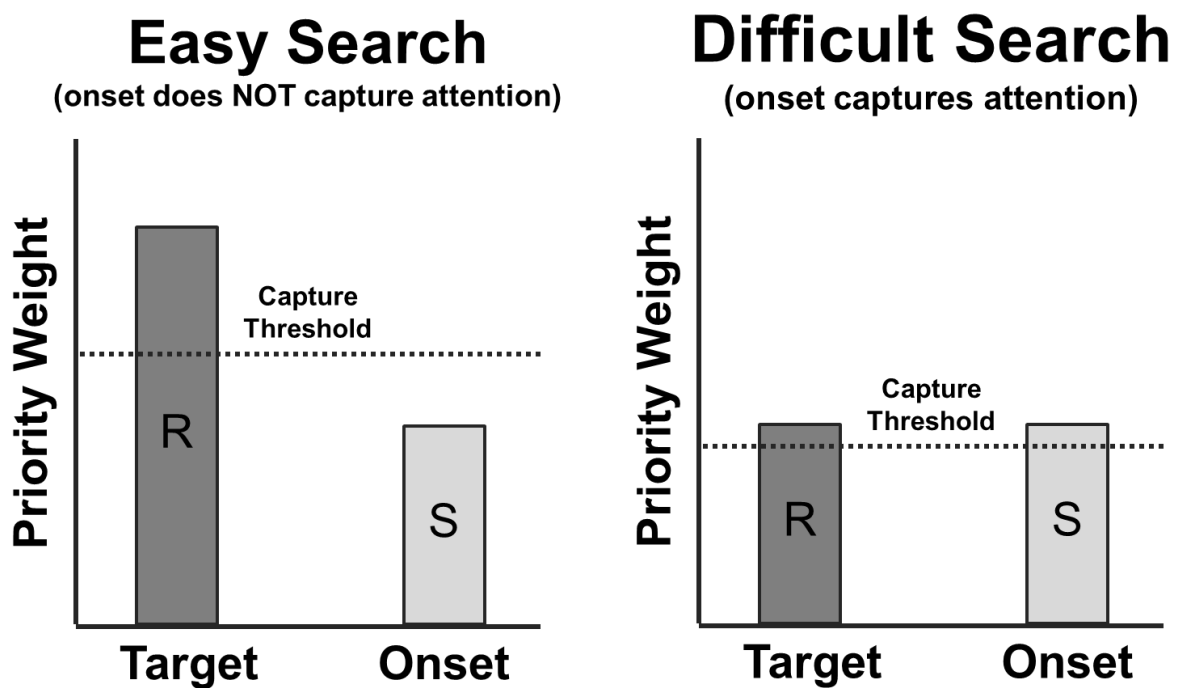 Easy Search
(onset does NOT capture attention)
Priority Weight
Capture
Threshold
R
S
Target
Onset
Difficult Search
(onset captures attention)
Priority Weight
Capture
Threshold
R
S
Target
Onset